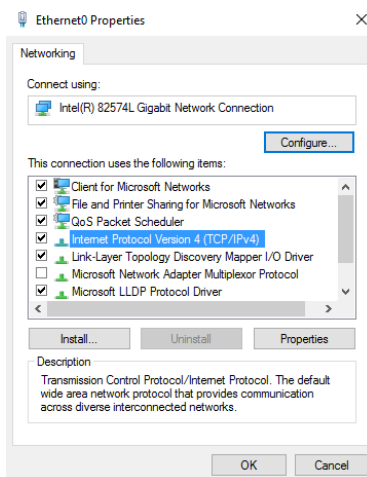 Ethernet0 Properties
Networking
Connect using:
Intel(R) 82574L Gigabit Network Connection
Configure...
This connection uses the following items:
Client for Microsoft Networks
File and Printer Sharing for Microsoft Networks
QoS Packet Scheduler
Internet Protocol Version 4 (TCP/IPv4)
Link-Layer Topology Discovery Mapper I/O Driver
Microsoft Network Adapter Multiplexor Protocol
Microsoft LLDP Protocol Driver
Install...
Uninstall
Properties
Description
Transmission Control Protocol/Internet Protocol. The default
wide area network protocol that provides communication
across diverse interconnected networks.
OK
Cancel